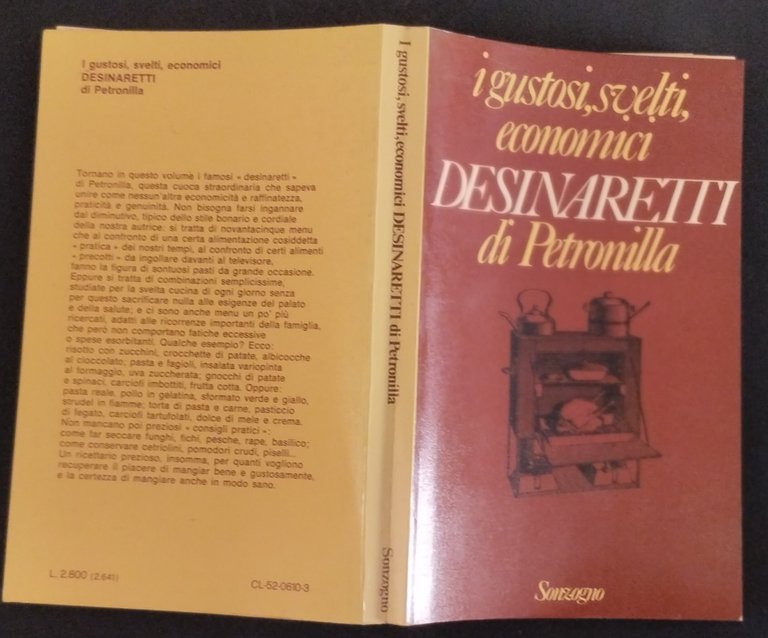 I gustosi, svelti, economici
DESINARETTI
di Petronilla
Tornano in questo volume i famosi « desinaretti »
di Petronilla, questa cuoca straordinaria che sapeva
unire come nessun'altra economicità e raffinatezza,
praticità e genuinità. Non bisogna farsi ingannare
dal diminutivo, tipico dello stile bonario e cordiale
della nostra autrice: si tratta di novantacinque menu
che al confronto di una certa alimentazione cosiddetta
« pratica » dei nostri tempi, al confronto di certi alimenti
« precotti » da ingollare davanti al televisore,
fanno la figura di sontuosi pasti da grande occasione.
Eppure si tratta di combinazioni semplicissime,
studiate per la svelta cucina di ogni giorno senza
per questo sacrificare nulla alle esigenze del palato
e della salute; e ci sono anche menu un po' più
ricercati, adatti alle ricorrenze importanti della famiglia,
che però non comportano fatiche eccessive
o spese esorbitanti. Qualche esempio? Ecco:
risotto con zucchini, crocchette di patate, albicocche
al cioccolato; pasta e fagioli, insalata variopinta
al formaggio, uva zuccherata; gnocchi di patate
e spinaci, carciofi imbottiti, frutta cotta. Oppure:
pasta reale, pollo in gelatina, sformato verde e giallo,
strudel in fiamme; torta di pasta e carne, pasticcio
di fegato, carciofi tartufolati, dolce di mele e crema.
Non mancano poi preziosi « consigli pratici »:
come far seccare funghi, fichi, pesche, rape, basilico;
come conservare cetriolini, pomodori crudi, piselli...
Un ricettario prezioso, insomma, per quanti vogliono
recuperare il piacere di mangiar bene e gustosamente,
e la certezza di mangiare anche in modo sano.
L. 2.800 (2.641)
CL-52-0610-3
I gustosi, svelti, economici DESINARETTI di Petronilla
Sonzogno
i gustosi, svelti,
economici
DESINARETTI
di Petronilla
Sonzogno